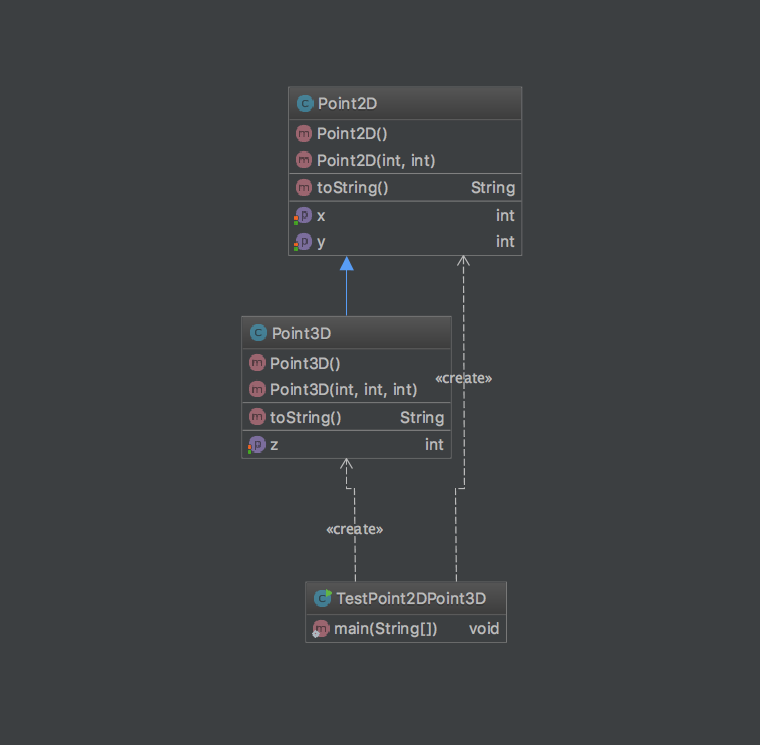 Point2D
Point2D()
Point2D(int, int)
toString() String
x int
y int
Point3D
Point3D()
Point3D(int, int, int)
toString() String
z int
«create»
«create»
TestPoint2DPoint3D
main(String[]) void